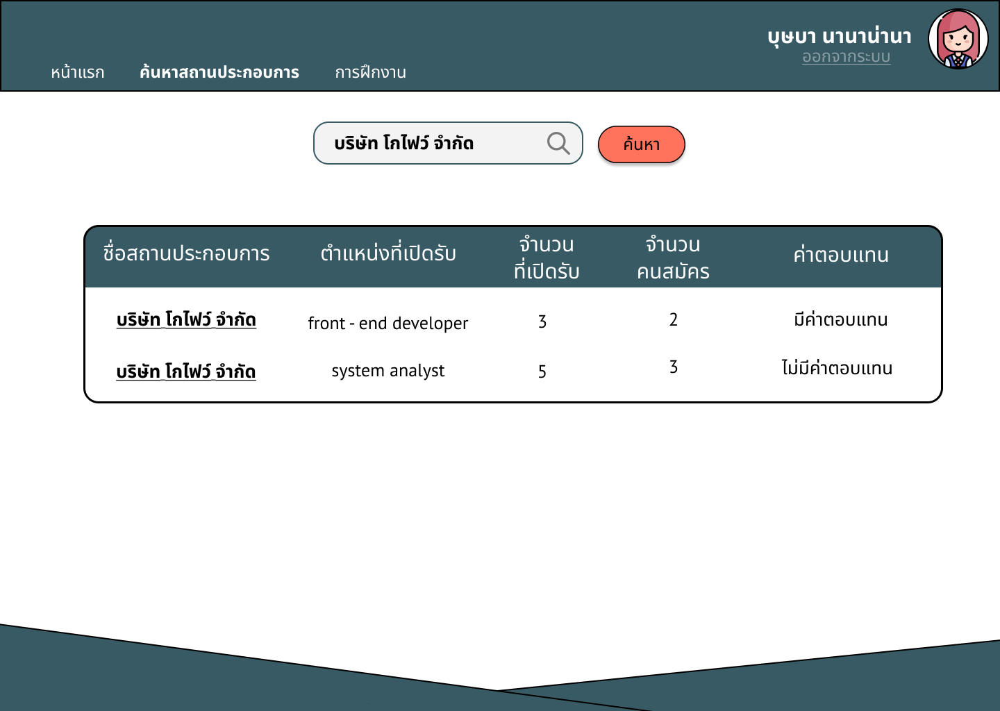 บุษบา นานาน่านา
ออกจากระบบ
หน้าแรก ค้นหาสถานประกอบการ การฝึกงาน
บริษัท โกไฟว์ จำกัด ค้นหา
ชื่อสถานประกอบการ ตำแหน่งที่เปิดรับ จำนวน ที่เปิดรับ จำนวน คนสมัคร ค่าตอบแทน
บริษัท โกไฟว์ จำกัด front - end developer 3 2 มีค่าตอบแทน
บริษัท โกไฟว์ จำกัด system analyst 5 3 ไม่มีค่าตอบแทน